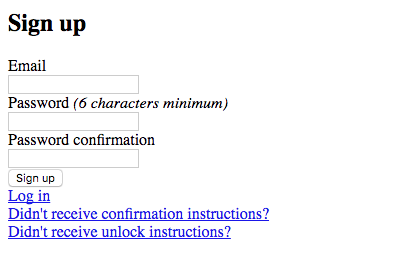 Sign up
Email
Password (6 characters minimum)
Password confirmation
Sign up
Log in
Didn't receive confirmation instructions?
Didn't receive unlock instructions?